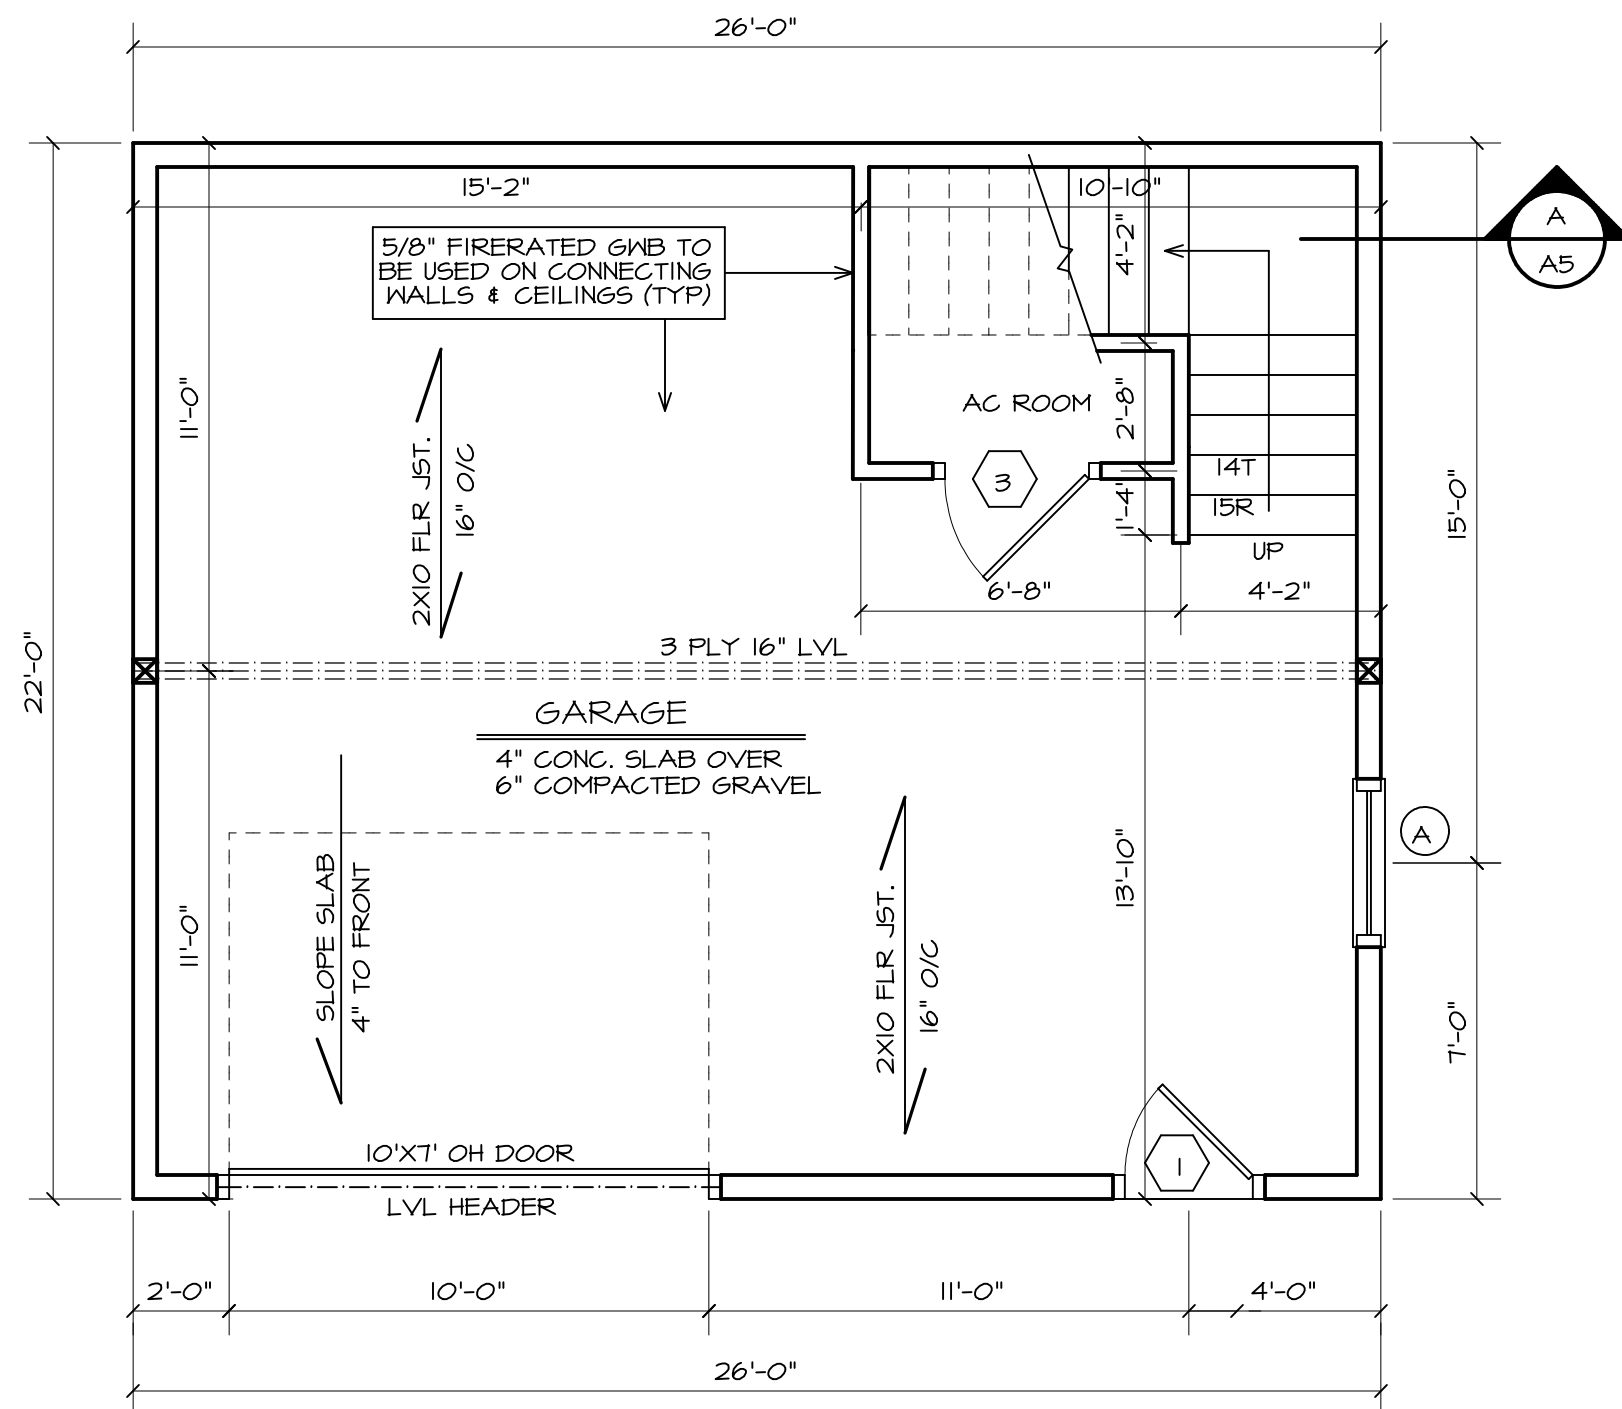 26'-0"
15'-2"
10'-10"
5/8" FIRERATED GWB TO
BE USED ON CONNECTING
WALLS & CEILINGS (TYP)
4'-2"
A
A5
11'-0"
2X10 FLR JST.
16" O/C
AC ROOM
2'-8"
3
1'-4"
14T
15R
UP
15'-0"
6'-8"
4'-2"
22'-0"
3 PLY 16" LVL
GARAGE
4" CONC. SLAB OVER
6" COMPACTED GRAVEL
A
11'-0"
SLOPE SLAB
4" TO FRONT
2X10 FLR JST.
16" O/C
13'-10"
7'-0"
10'X7' OH DOOR
LVL HEADER
1
2'-0"
10'-0"
11'-0"
4'-0"
26'-0"